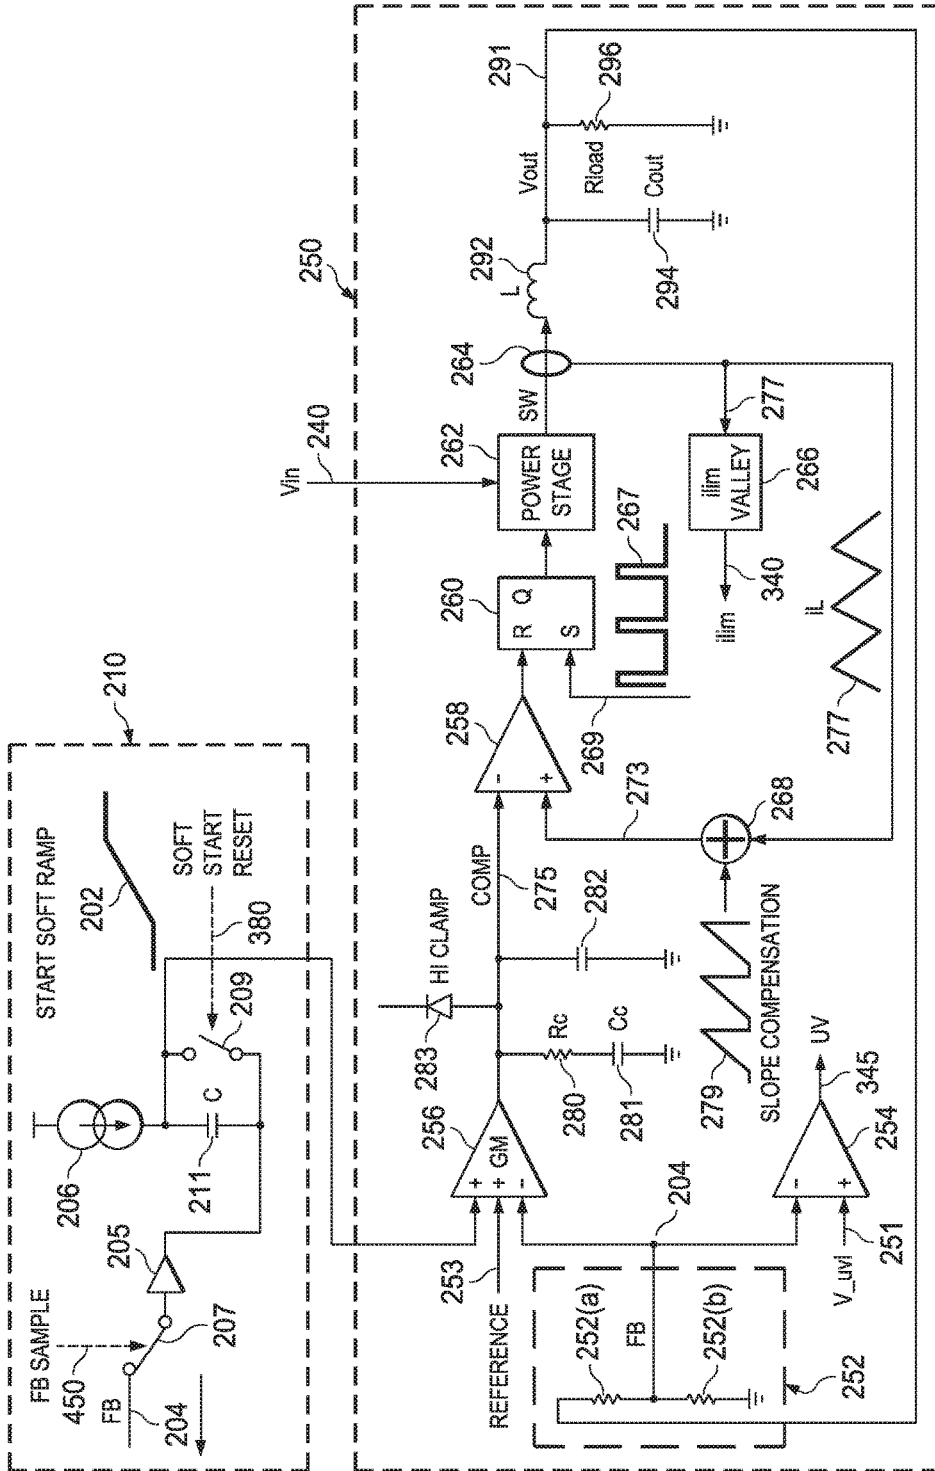 START SOFT RAMP
210
202
FB SAMPLE
450
FB
204
207
205
206
211
C
209
380
SOFT
START
RESET
250
Vin
240
REFERENCE
253
256
+
+
-
GM
283
HI CLAMP
COMP
275
Rc
280
Cc
281
282
258
-
+
273
260
R
Q
S
269
267
262
POWER
STAGE
SW
264
L
292
Vout
291
Rload
296
Cout
294
277
ilim
VALLEY
266
340
ilim
iL
277
268
279
SLOPE COMPENSATION
204
FB
252(a)
252(b)
252
V_uvl
251
-
+
254
345
UV